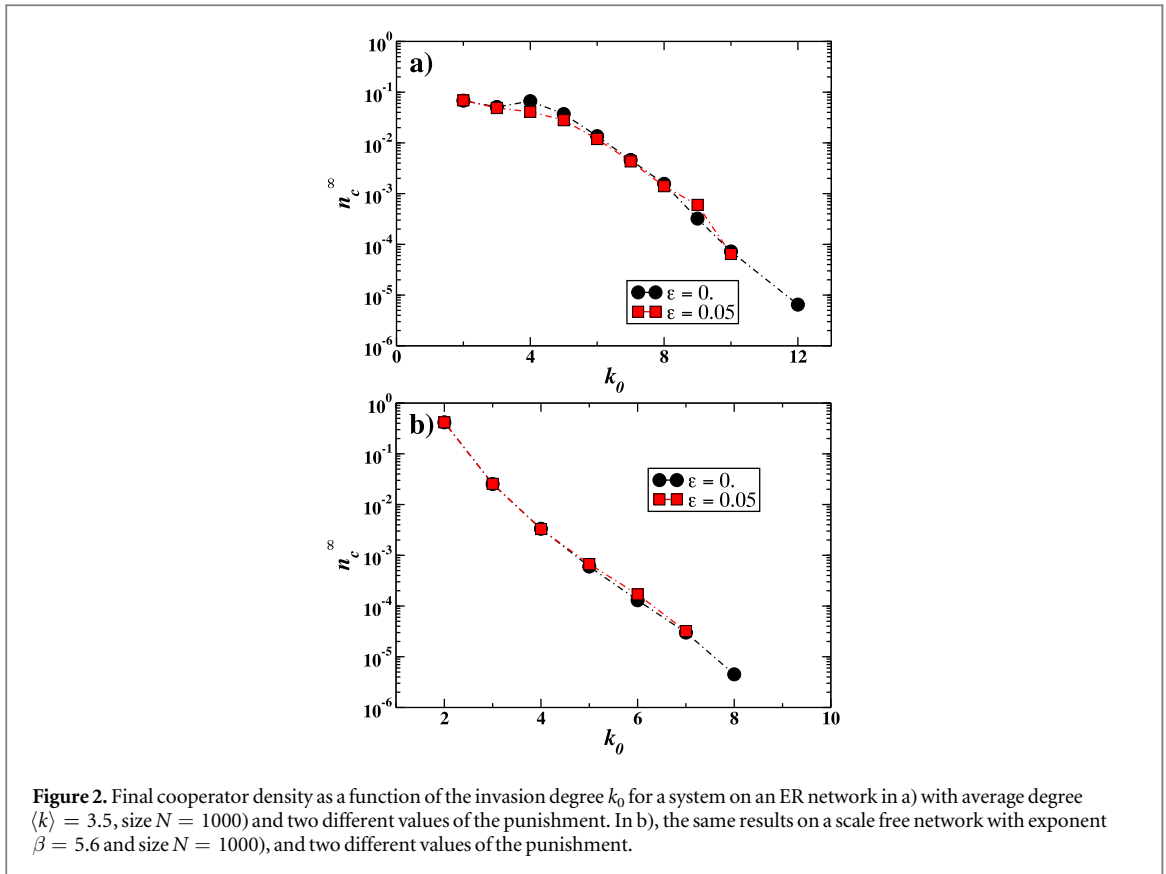 10^0
a)
10^-1
10^-2
n_c^∞
10^-3
10^-4
ε = 0.
10^-5
ε = 0.05
10^-6
0 4 8 12
k_0
10^0
b)
10^-1
ε = 0.
10^-2
ε = 0.05
n_c^∞
10^-3
10^-4
10^-5
10^-6
2 4 6 8 10
k_0
Figure 2. Final cooperator density as a function of the invasion degree k_0 for a system on an ER network in a) with average degree
⟨k⟩ = 3.5, size N = 1000) and two different values of the punishment. In b), the same results on a scale free network with exponent
β = 5.6 and size N = 1000), and two different values of the punishment.